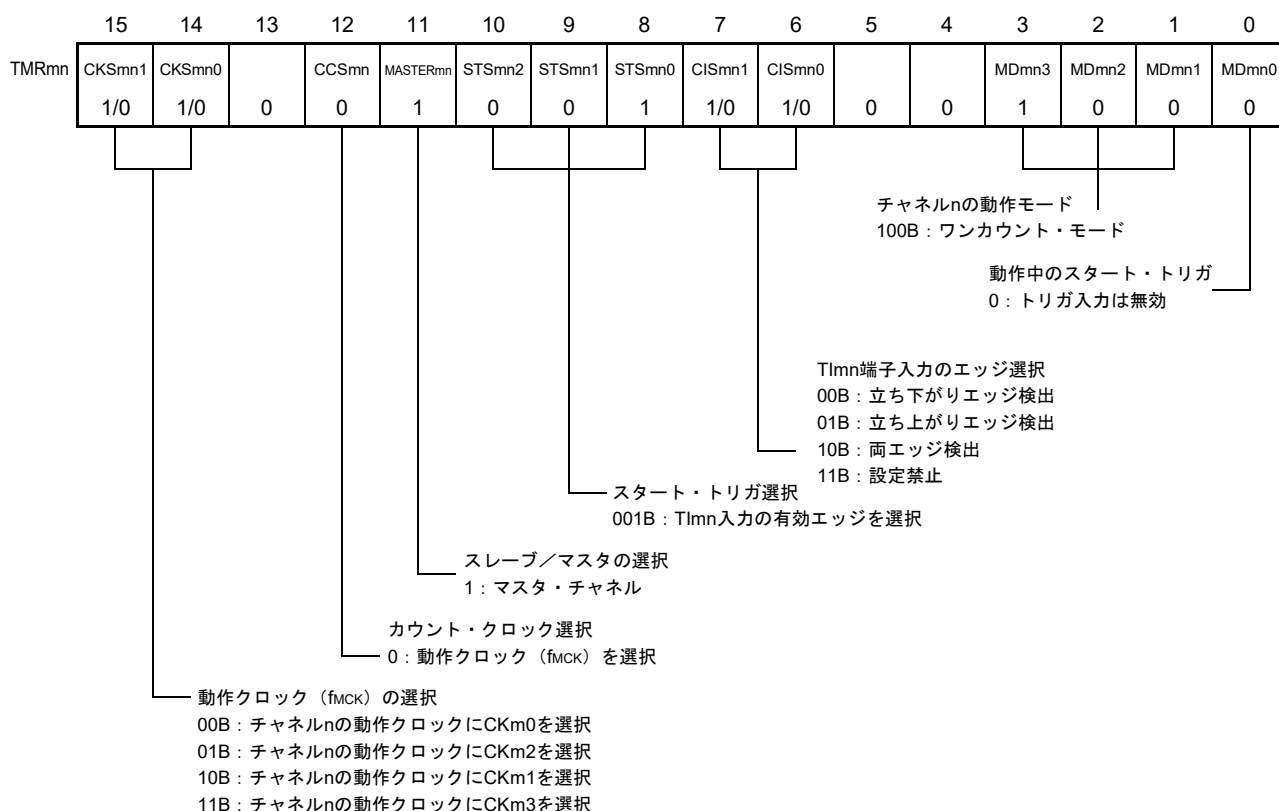 15 14 13 12 11 10 9 8 7 6 5 4 3 2 1 0
TMRmn CKSmn1 CKSmn0 CCSmn MASTERmn STSmn2 STSmn1 STSmn0 CISmn1 CISmn0 MDmn3 MDmn2 MDmn1 MDmn0
1/0 1/0 0 0 1 0 0 1 1/0 1/0 0 0 1 0 0 0
チャネルnの動作モード
100B：ワンカウント・モード
動作中のスタート・トリガ
0：トリガ入力は無効
TImn端子入力のエッジ選択
00B：立ち下がりエッジ検出
01B：立ち上がりエッジ検出
10B：両エッジ検出
11B：設定禁止
スタート・トリガ選択
001B：TImn入力の有効エッジを選択
スレーブ／マスタの選択
1：マスタ・チャネル
カウント・クロック選択
0：動作クロック（fMCK）を選択
動作クロック（fMCK）の選択
00B：チャネルnの動作クロックにCKm0を選択
01B：チャネルnの動作クロックにCKm2を選択
10B：チャネルnの動作クロックにCKm1を選択
11B：チャネルnの動作クロックにCKm3を選択